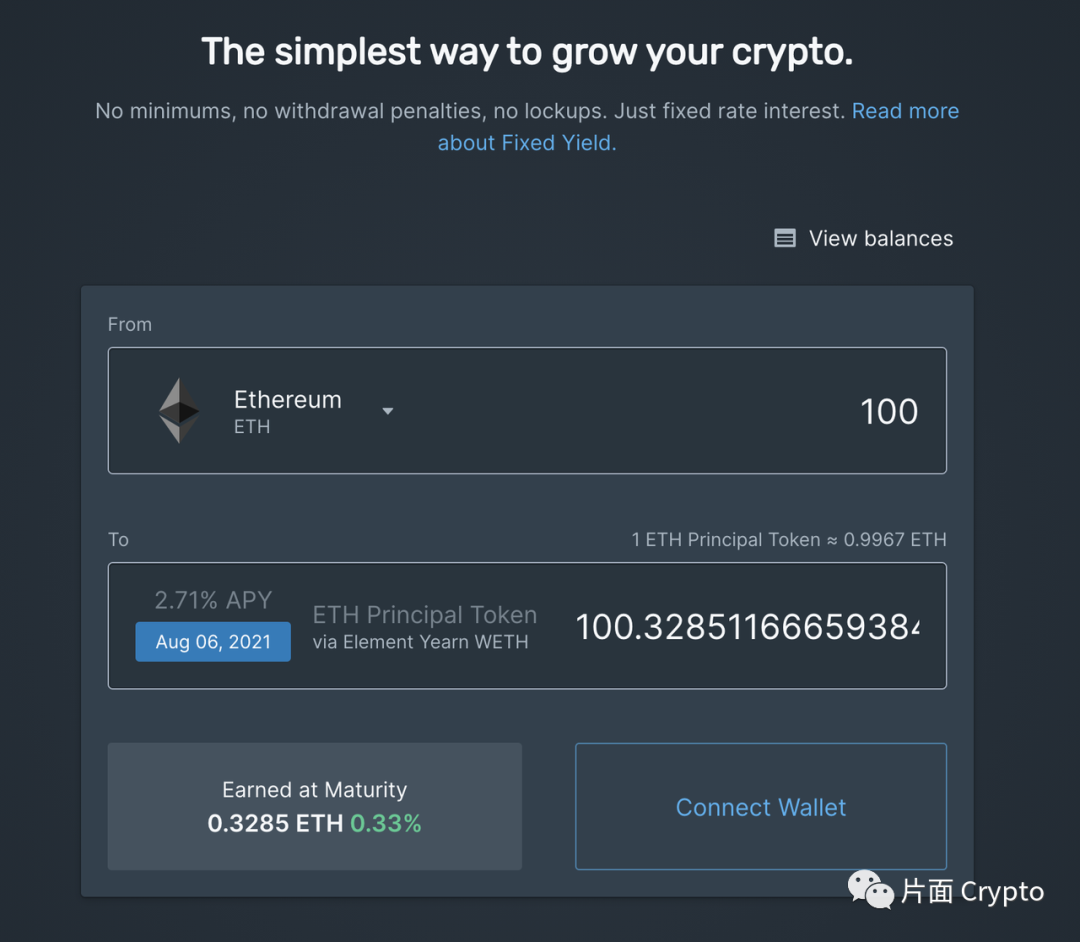 The simplest way to grow your crypto.
No minimums, no withdrawal penalties, no lockups. Just fixed rate interest. Read more
about Fixed Yield.
View balances
From
Ethereum
ETH
100
To
1 ETH Principal Token ≈ 0.9967 ETH
2.71% APY
Aug 06, 2021
ETH Principal Token
via Element Yearn WETH
100.3285116665938
Earned at Maturity
0.3285 ETH 0.33%
Connect Wallet
片面 Crypto